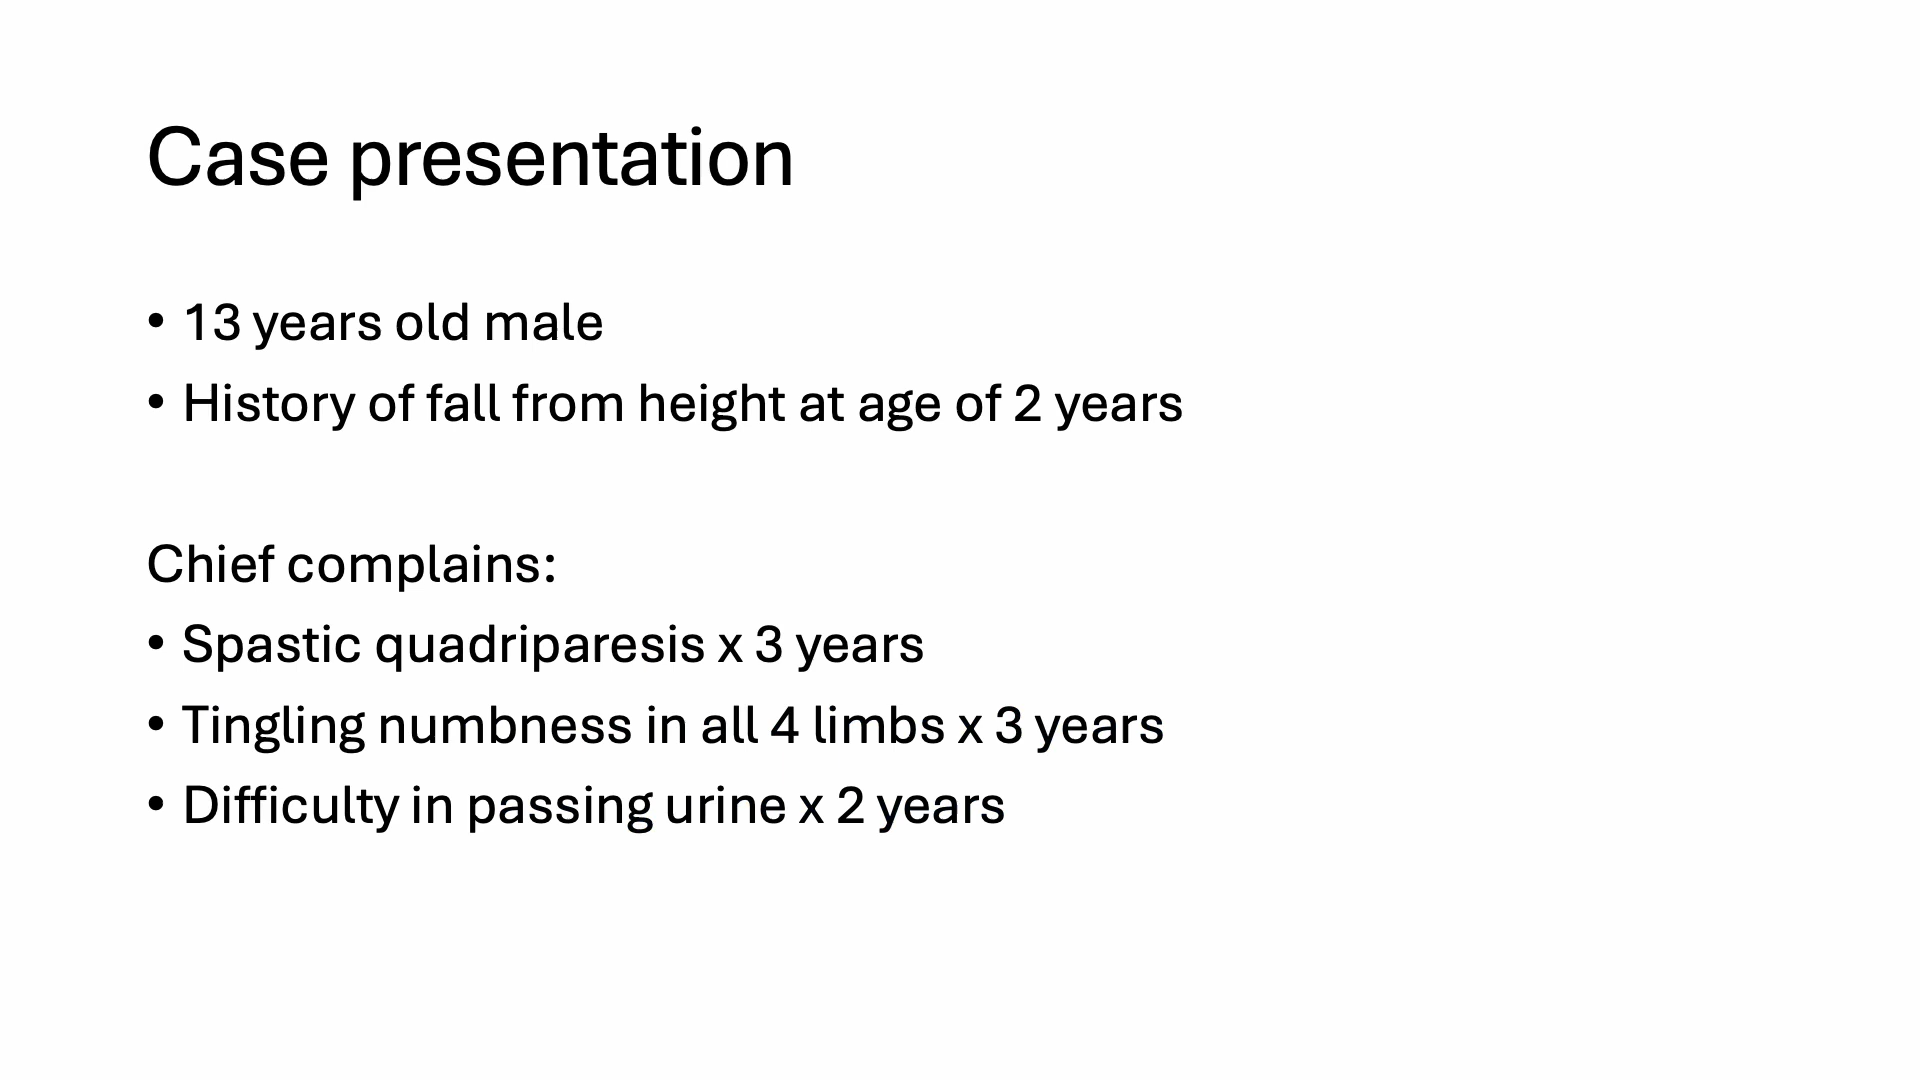 Case presentation
• 13 years old male
• History of fall from height at age of 2 years
Chief complains:
• Spastic quadriparesis x 3 years
• Tingling numbness in all 4 limbs x 3 years
• Difficulty in passing urine x 2 years